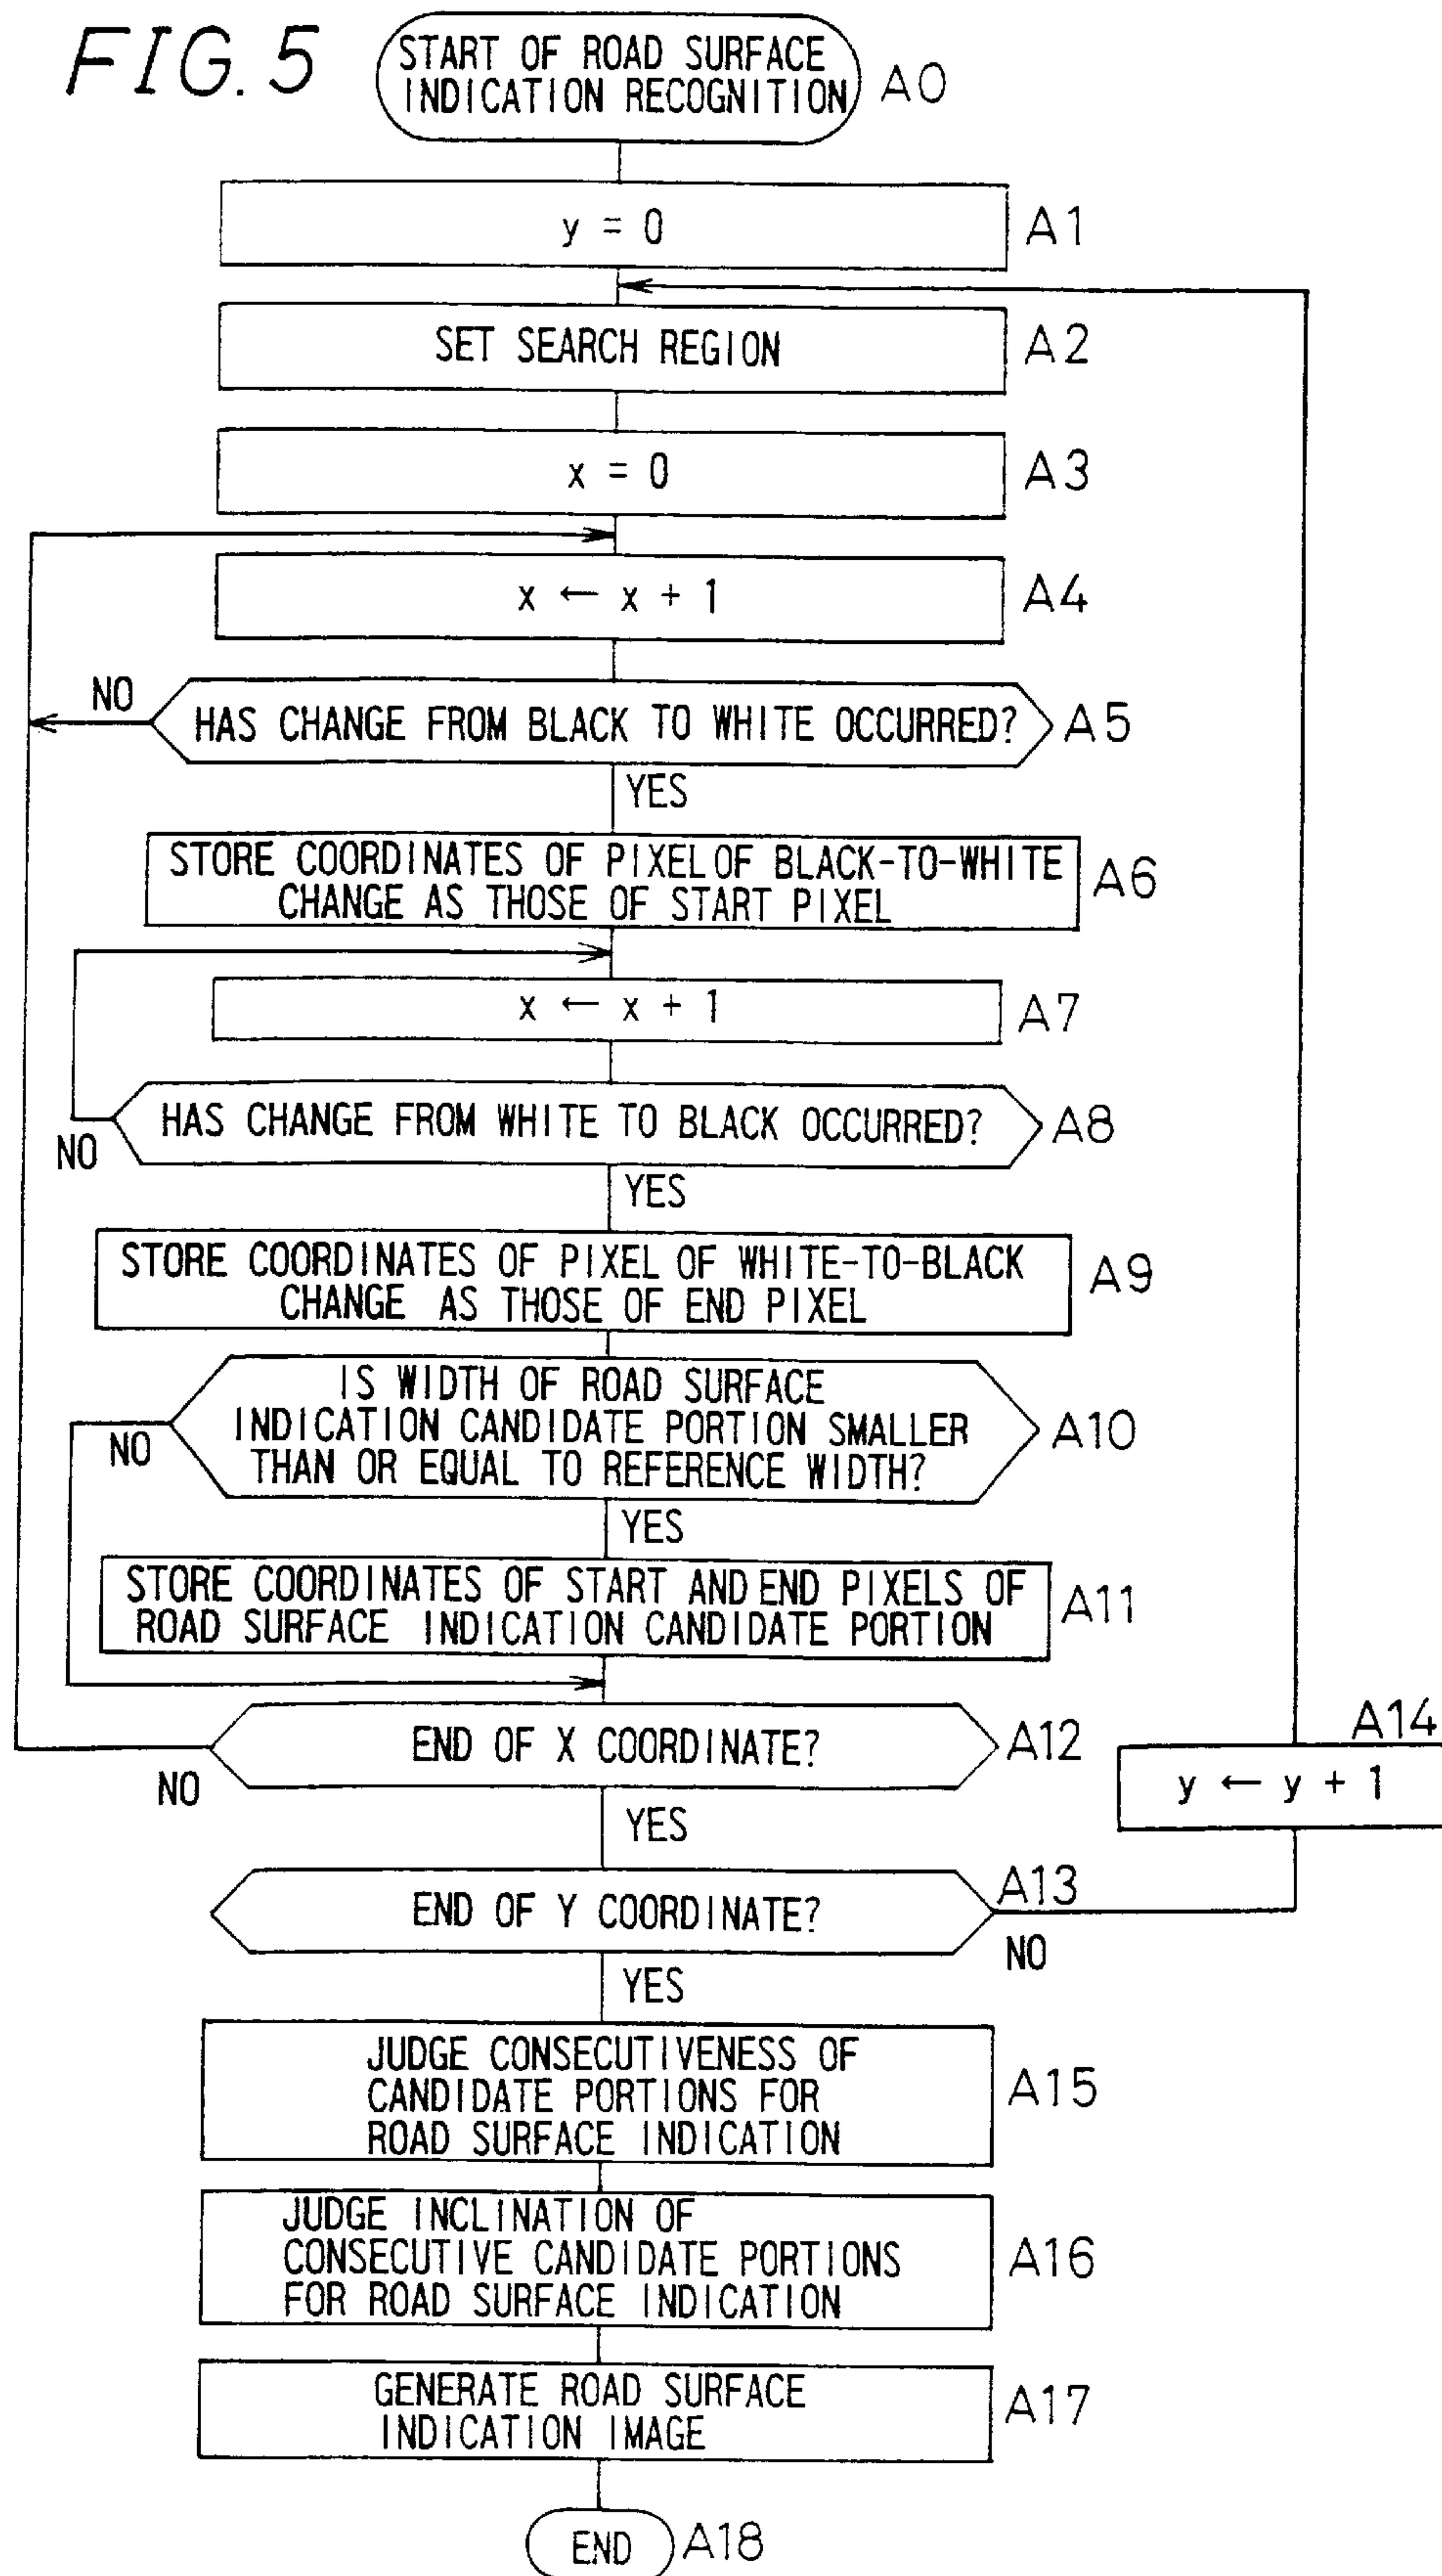 FIG. 5
START OF ROAD SURFACE
INDICATION RECOGNITION
A0
y = 0
A1
SET SEARCH REGION
A2
x = 0
A3
x ← x + 1
A4
NO
HAS CHANGE FROM BLACK TO WHITE OCCURRED?
A5
YES
STORE COORDINATES OF PIXEL OF BLACK-TO-WHITE
CHANGE AS THOSE OF START PIXEL
A6
x ← x + 1
A7
HAS CHANGE FROM WHITE TO BLACK OCCURRED?
A8
NO
YES
STORE COORDINATES OF PIXEL OF WHITE-TO-BLACK
CHANGE AS THOSE OF END PIXEL
A9
IS WIDTH OF ROAD SURFACE
INDICATION CANDIDATE PORTION SMALLER
THAN OR EQUAL TO REFERENCE WIDTH?
A10
NO
YES
STORE COORDINATES OF START AND END PIXELS OF
ROAD SURFACE INDICATION CANDIDATE PORTION
A11
END OF X COORDINATE?
A12
NO
YES
A14
y ← y + 1
END OF Y COORDINATE?
A13
NO
YES
JUDGE CONSECUTIVENESS OF
CANDIDATE PORTIONS FOR
ROAD SURFACE INDICATION
A15
JUDGE INCLINATION OF
CONSECUTIVE CANDIDATE PORTIONS
FOR ROAD SURFACE INDICATION
A16
GENERATE ROAD SURFACE
INDICATION IMAGE
A17
END
A18